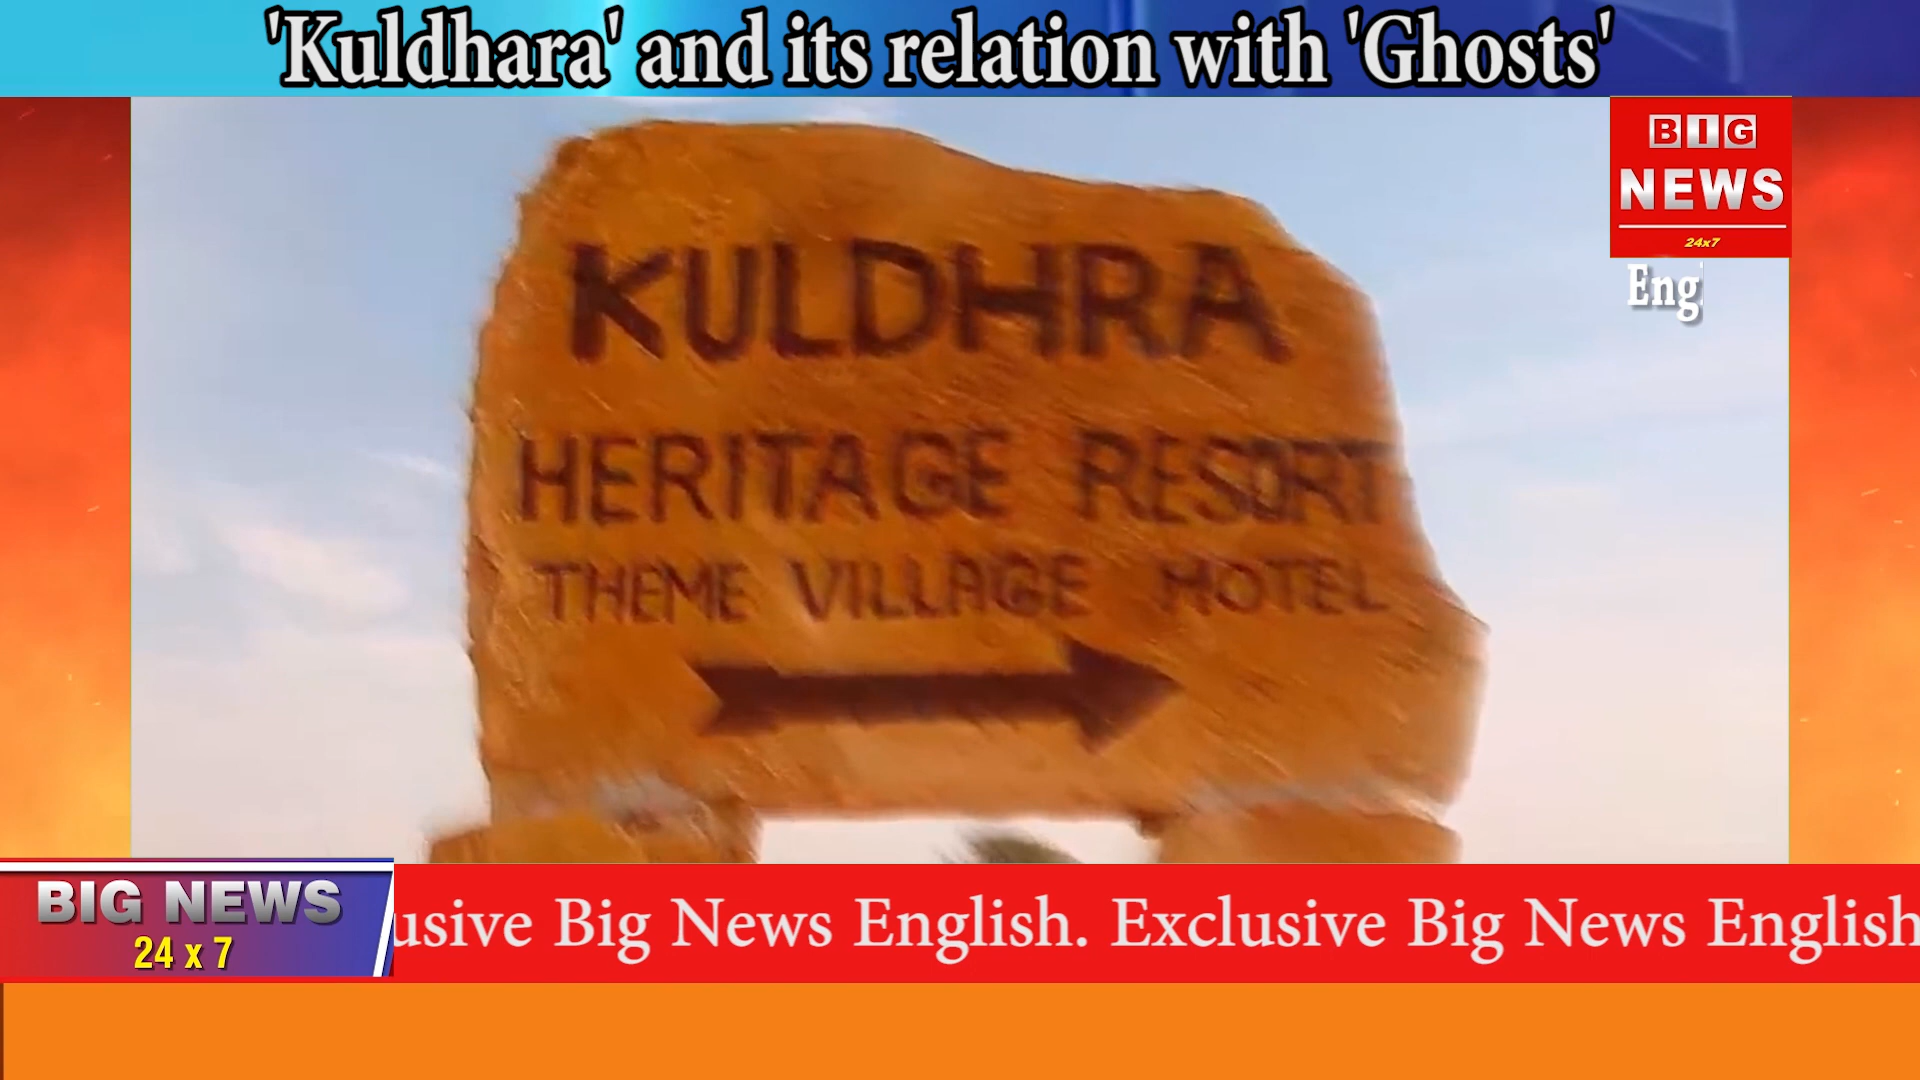 'Kuldhara' and its relation with 'Ghosts'
BIG
NEWS
24x7
Eng
KULDHRA
HERITAGE RESORT
THEME VILLAGE HOTEL
BIG NEWS
24 x 7
usive Big News English. Exclusive Big News English